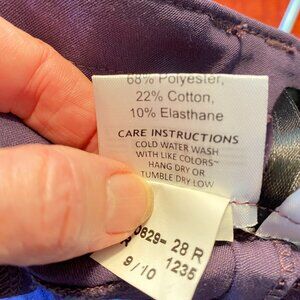 68% Polyester,
22% Cotton,
10% Elasthane
CARE INSTRUCTIONS
COLD WATER WASH
WITH LIKE COLORS~
HANG DRY OR
TUMBLE DRY LOW
0829- 28 R
R 1235
9/10